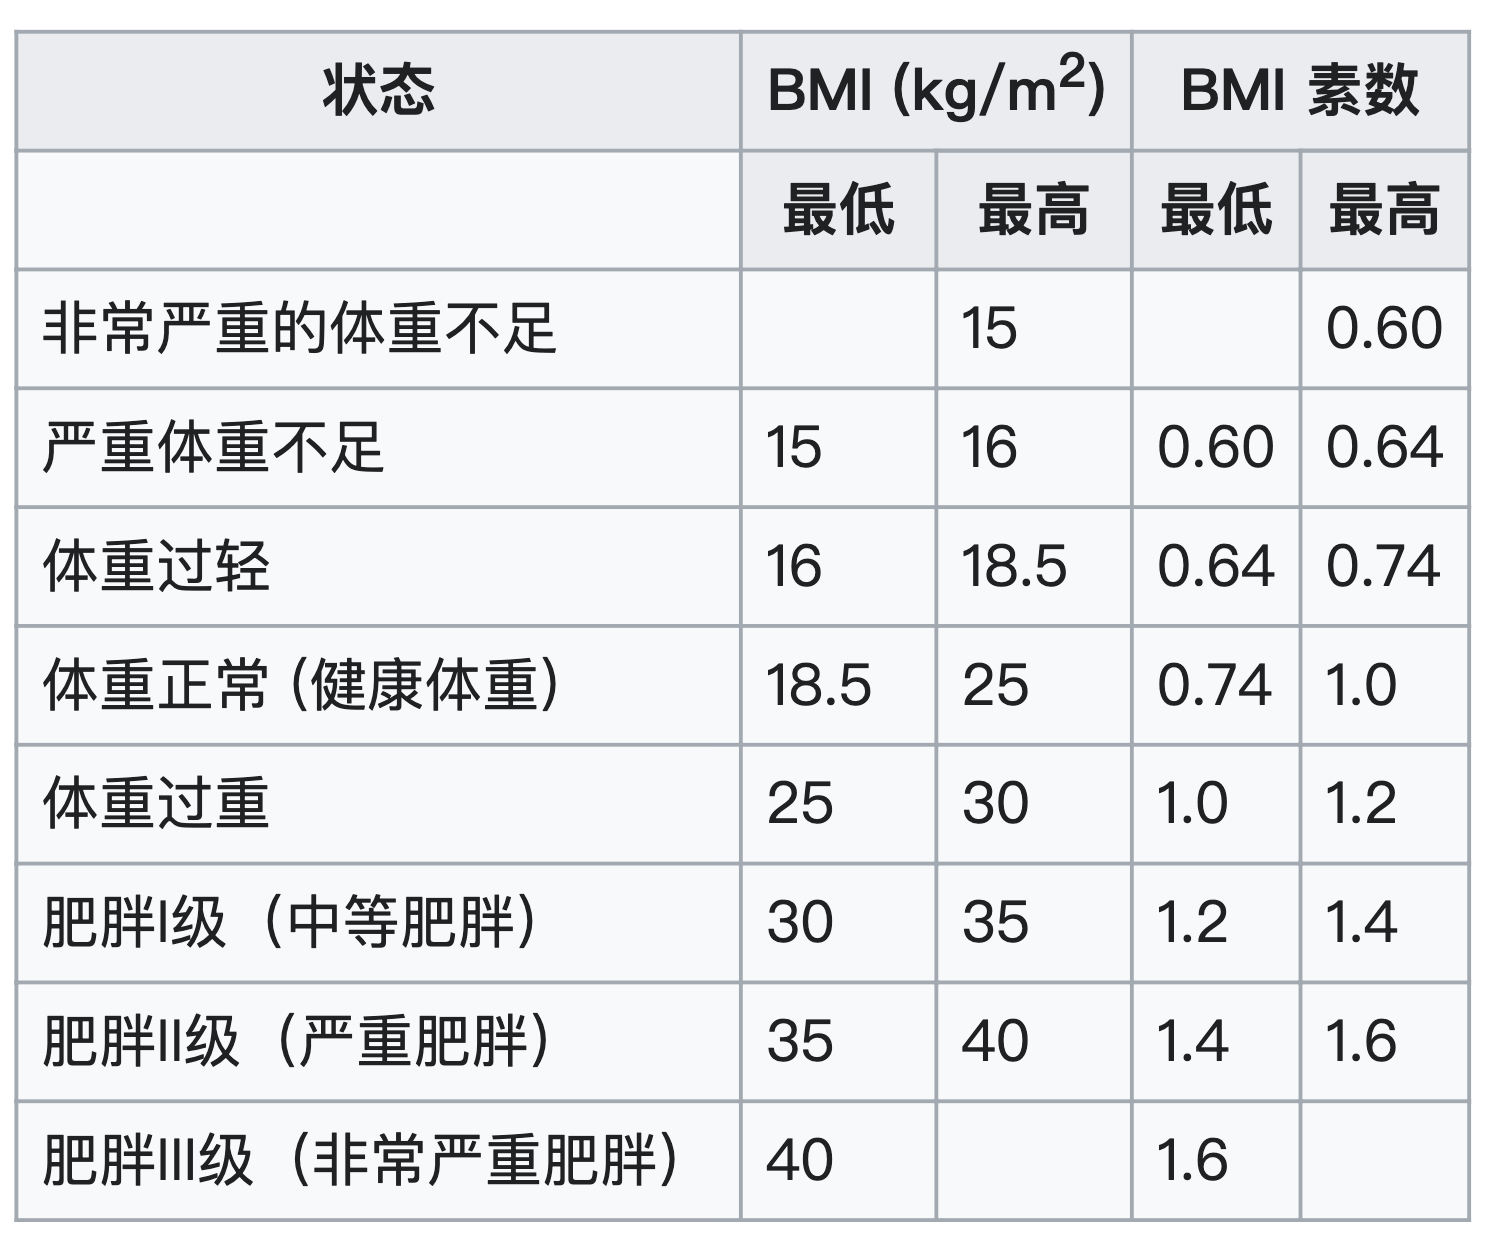 状态 BMI (kg/m²) BMI 素数
最低 最高 最低 最高
非常严重的体重不足 15 0.60
严重体重不足 15 16 0.60 0.64
体重过轻 16 18.5 0.64 0.74
体重正常 (健康体重) 18.5 25 0.74 1.0
体重过重 25 30 1.0 1.2
肥胖I级（中等肥胖） 30 35 1.2 1.4
肥胖II级（严重肥胖） 35 40 1.4 1.6
肥胖III级（非常严重肥胖） 40 1.6